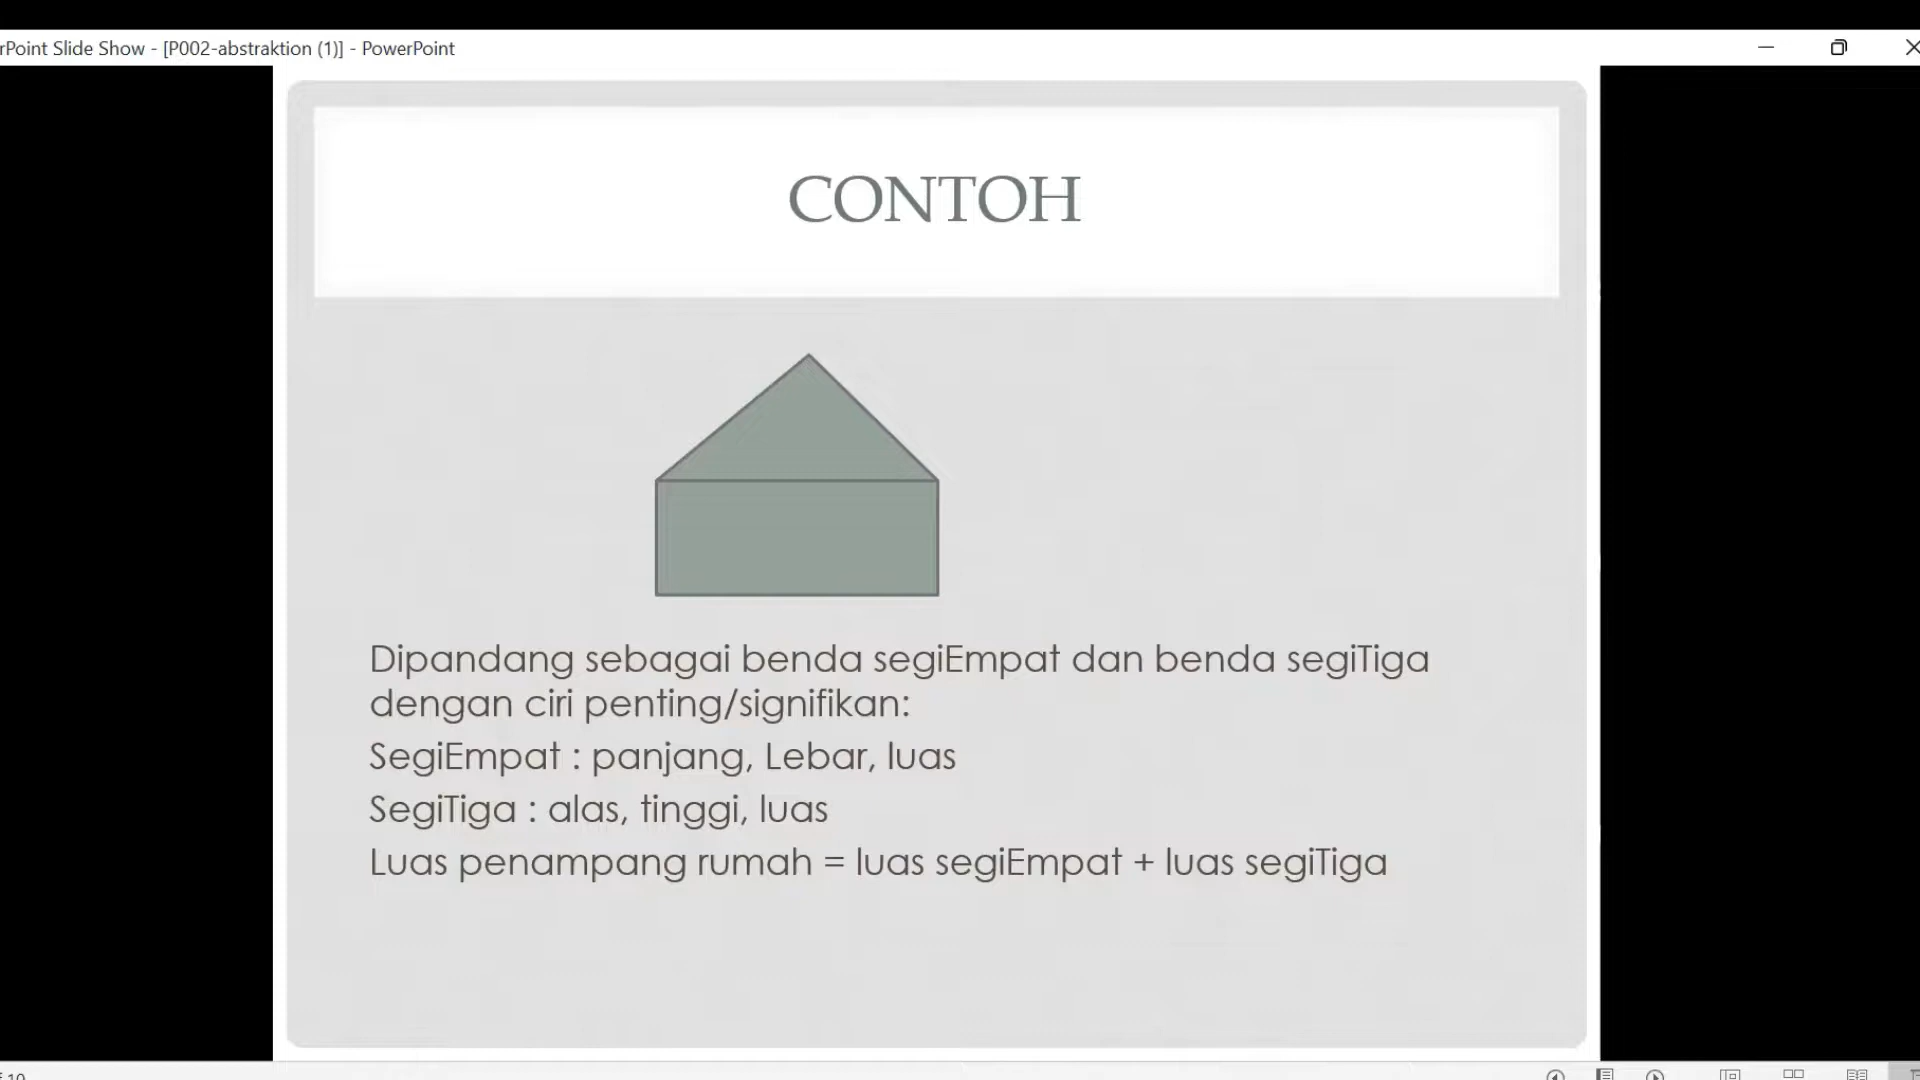 rPoint Slide Show - [P002-abstraktion (1)] - PowerPoint
CONTOH
Dipandang sebagai benda segiEmpat dan benda segiTiga
dengan ciri penting/signifikan:
SegiEmpat : panjang, Lebar, luas
SegiTiga : alas, tinggi, luas
Luas penampang rumah = luas segiEmpat + luas segiTiga
10